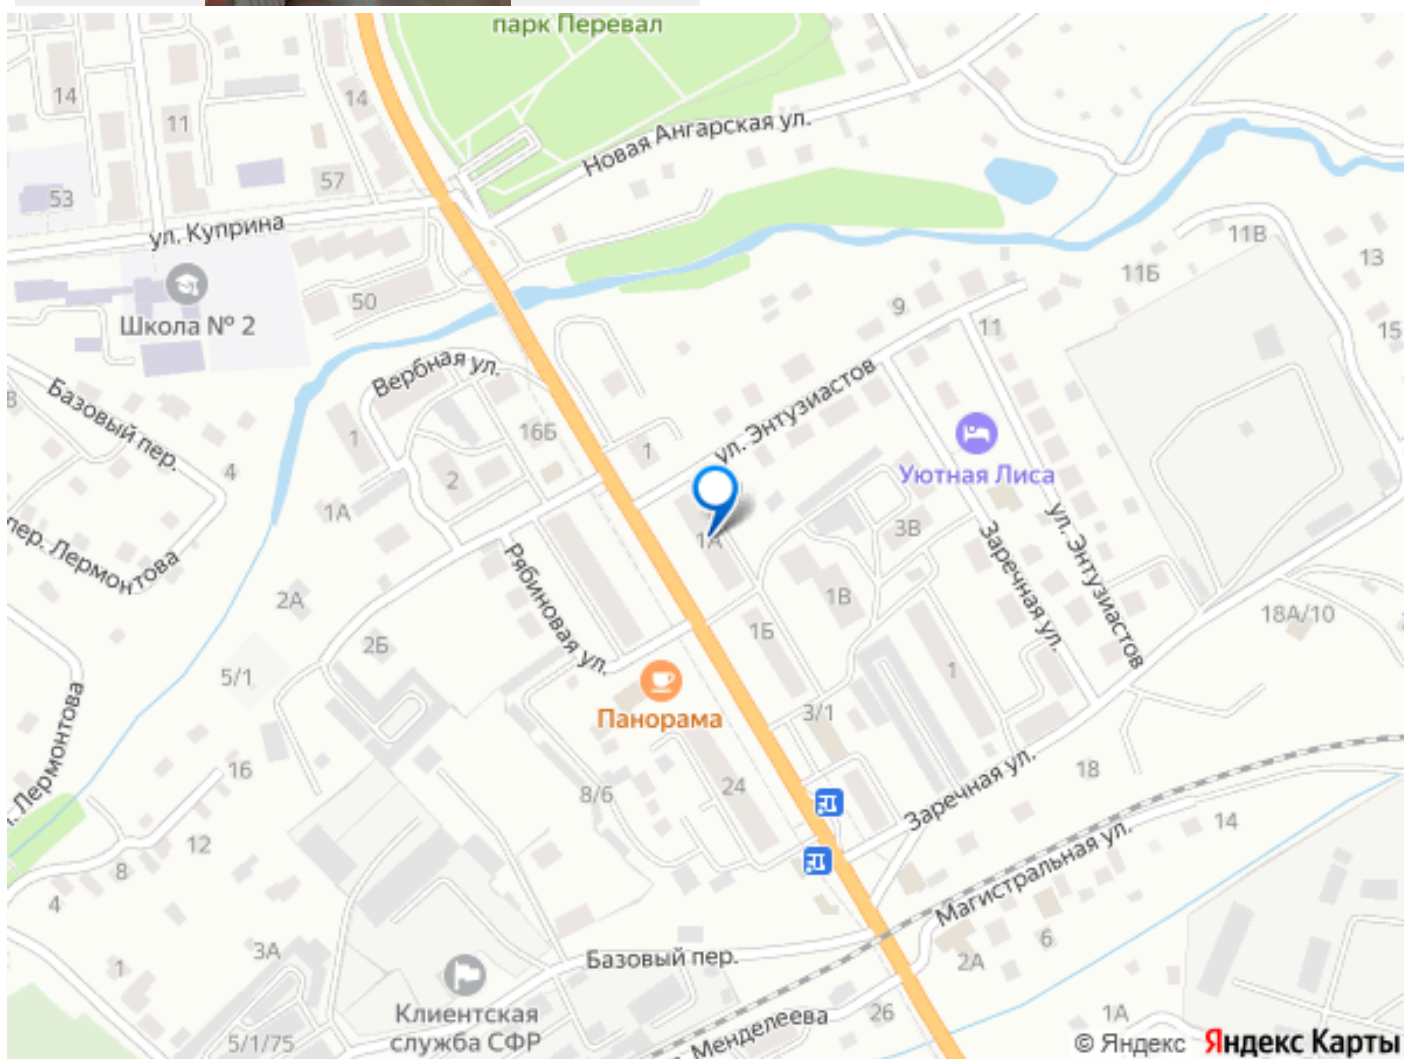 парк Перевал
14
14
11
Новая Ангарская ул.
57
53
ул. Куприна
11В
13
11Б
50
9
11
15
Школа № 2
Вербная ул.
ул. Энтузиастов
Базовый пер.
8
1
16Б
1
4
2
Уютная Лиса
1А
1А
3В
ул. Энтузиастов
пер. Лермонтова
Рябиновая ул.
Заречная ул.
2А
1В
18А/10
1Б
2Б
5/1
1
Панорама
3/1
Лермонтова
16
8/6
24
18
Заречная ул.
12
14
8
Магистральная ул.
4
3А
6
1
Базовый пер.
2А
Клиентская
служба СФР
26
1А
5/1/75
Менделеева
© Яндекс Яндекс Карты